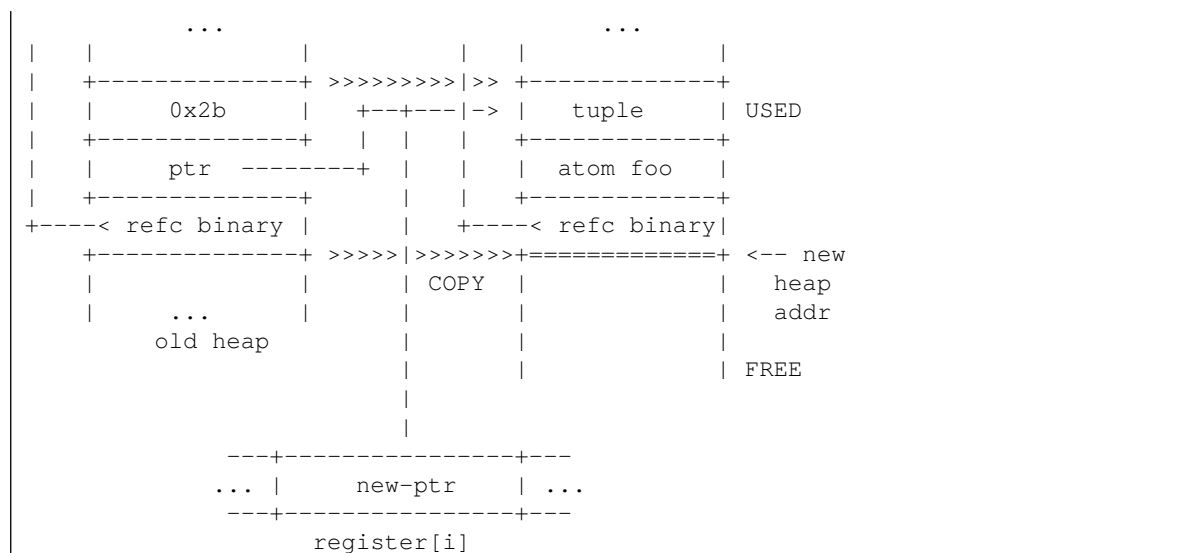 ...                           ...
|   |              |          |   |             |
|   +--------------+ >>>>>>>>>|>> +-------------+
|   |     0x2b     |   +--+---|-> |    tuple    | USED
|   +--------------+   |  |   |   +-------------+
|   |     ptr  --------+  |   |   |  atom foo   |
|   +--------------+      |   |   +-------------+
+----< refc binary |      |   +----< refc binary|
    +--------------+ >>>>>|>>>>>>>+=============+ <-- new
    |              |      | COPY  |             |   heap
    |     ...      |      |       |             |   addr
        old heap          |       |             |
                          |       |             | FREE
                          |
                          |
              ---+----------------+---
             ... |     new-ptr    | ...
              ---+----------------+---
                    register[i]